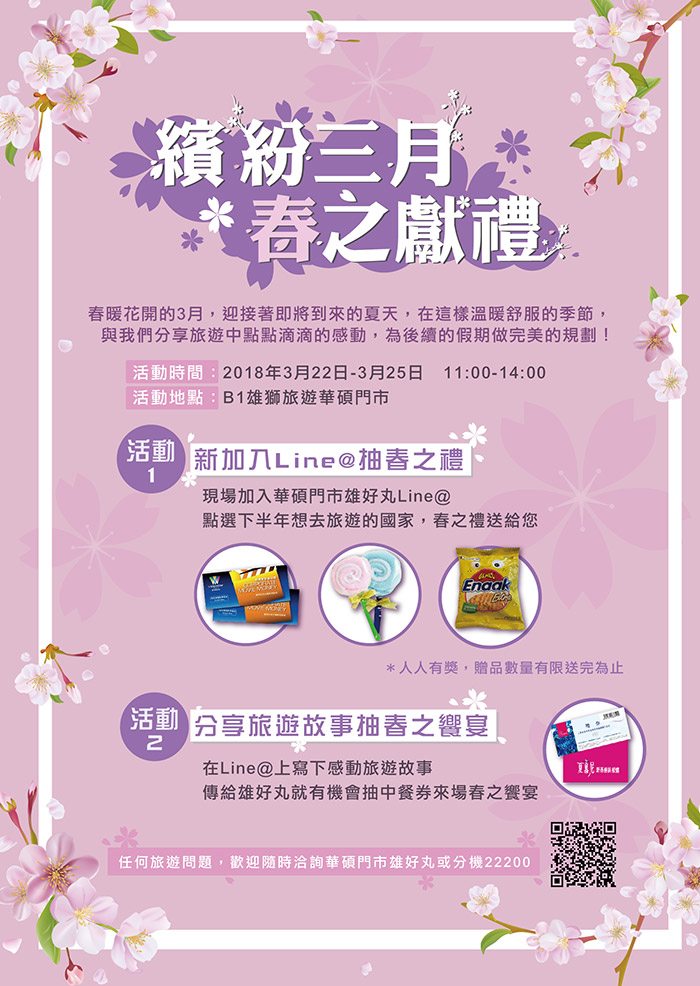 繽紛三月
春之獻禮
春暖花開的3月，迎接著即將到來的夏天，在這樣溫暖舒服的季節，
與我們分享旅遊中點點滴滴的感動，為後續的假期做完美的規劃！
活動時間：2018年3月22日-3月25日 11:00-14:00
活動地點：B1雄獅旅遊華碩門市
活動
1
新加入Line@抽春之禮
現場加入華碩門市雄好丸Line@
點選下半年想去旅遊的國家，春之禮送給您
Enaak
＊人人有獎，贈品數量有限送完為止
活動
2
分享旅遊故事抽春之饗宴
在Line@上寫下感動旅遊故事
傳給雄好丸就有機會抽中餐券來場春之饗宴
任何旅遊問題，歡迎隨時洽詢華碩門市雄好丸或分機22200